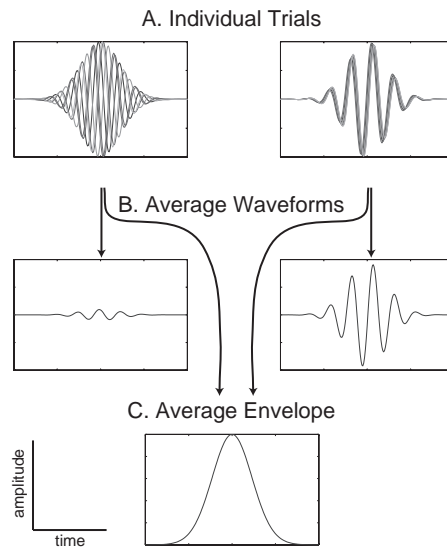 A. Individual Trials
B. Average Waveforms
C. Average Envelope
amplitude
time